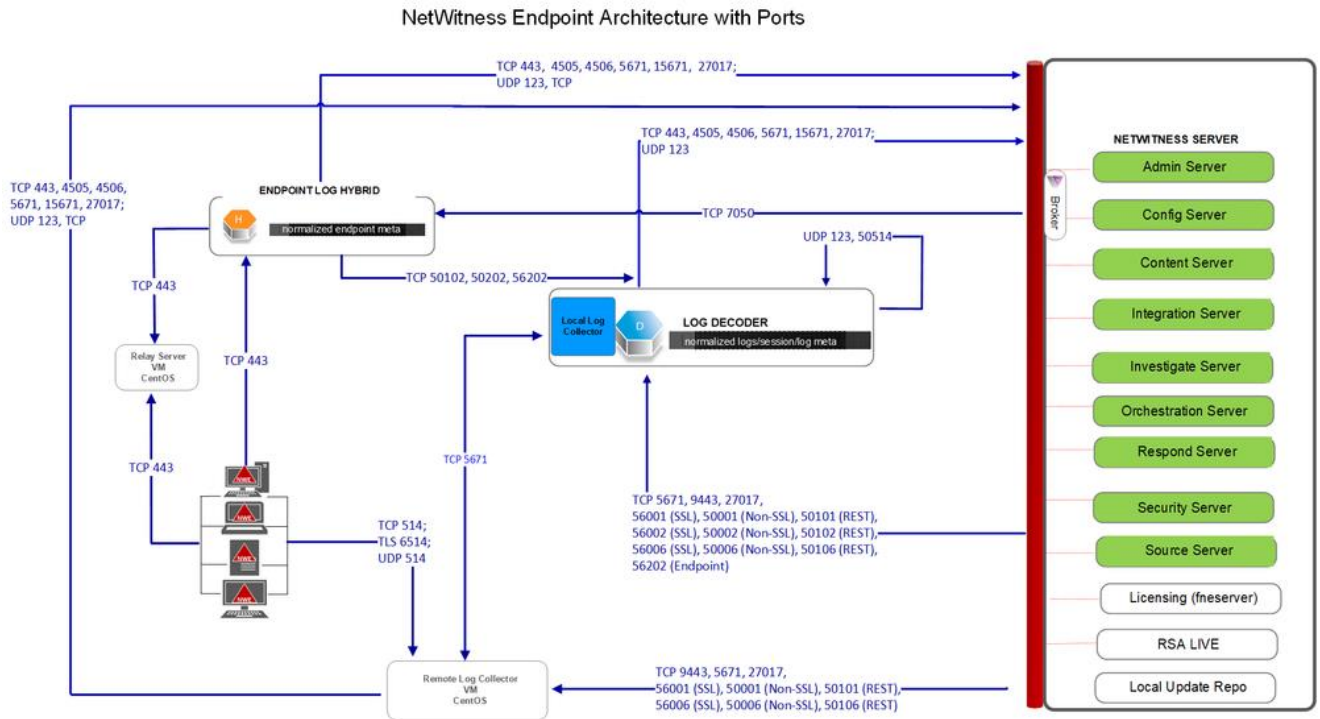 NetWitness Endpoint Architecture with Ports
TCP 443, 4505, 4506, 5671, 15671, 27017;
UDP 123, TCP
TCP 443, 4505, 4506, 5671, 15671, 27017;
UDP 123
TCP 443, 4505, 4506,
5671, 15671, 27017;
UDP 123, TCP
ENDPOINT LOG HYBRID
H
normalized endpoint meta
TCP 7050
UDP 123, 50514
TCP 50102, 50202, 56202
TCP 443
Local Log
Collector
D
LOG DECODER
normalized logs/session/log meta
Relay Server
VM
CentOS
TCP 443
TCP 443
TCP 5671
NWE
NWE
NWE
NWE
TCP 514;
TLS 6514;
UDP 514
TCP 5671, 9443, 27017,
56001 (SSL), 50001 (Non-SSL), 50101 (REST),
56002 (SSL), 50002 (Non-SSL), 50102 (REST),
56006 (SSL), 50006 (Non-SSL), 50106 (REST),
56202 (Endpoint)
Remote Log Collector
VM
CentOS
TCP 9443, 5671, 27017,
56001 (SSL), 50001 (Non-SSL), 50101 (REST),
56006 (SSL), 50006 (Non-SSL), 50106 (REST)
Broker
NETWITNESS SERVER
Admin Server
Config Server
Content Server
Integration Server
Investigate Server
Orchestration Server
Respond Server
Security Server
Source Server
Licensing (fneserver)
RSA LIVE
Local Update Repo